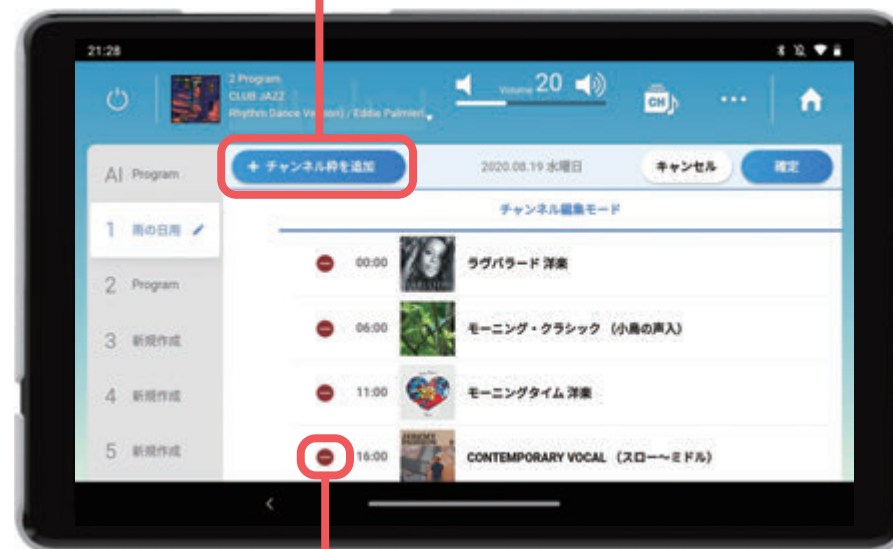 21:28
2 Program
CLUB JAZZ
Rhythm Dance Version) / Eddie Palmieri
Volume 20
CH
AI Program
+ チャンネル枠を追加
2020.08.19 水曜日
キャンセル
確定
チャンネル編集モード
1 雨の日用
2 Program
3 新規作成
4 新規作成
5 新規作成
00:00 ラヴバラード 洋楽
06:00 モーニング・クラシック (小鳥の声入)
11:00 モーニングタイム 洋楽
16:00 CONTEMPORARY VOCAL (スロー〜ミドル)